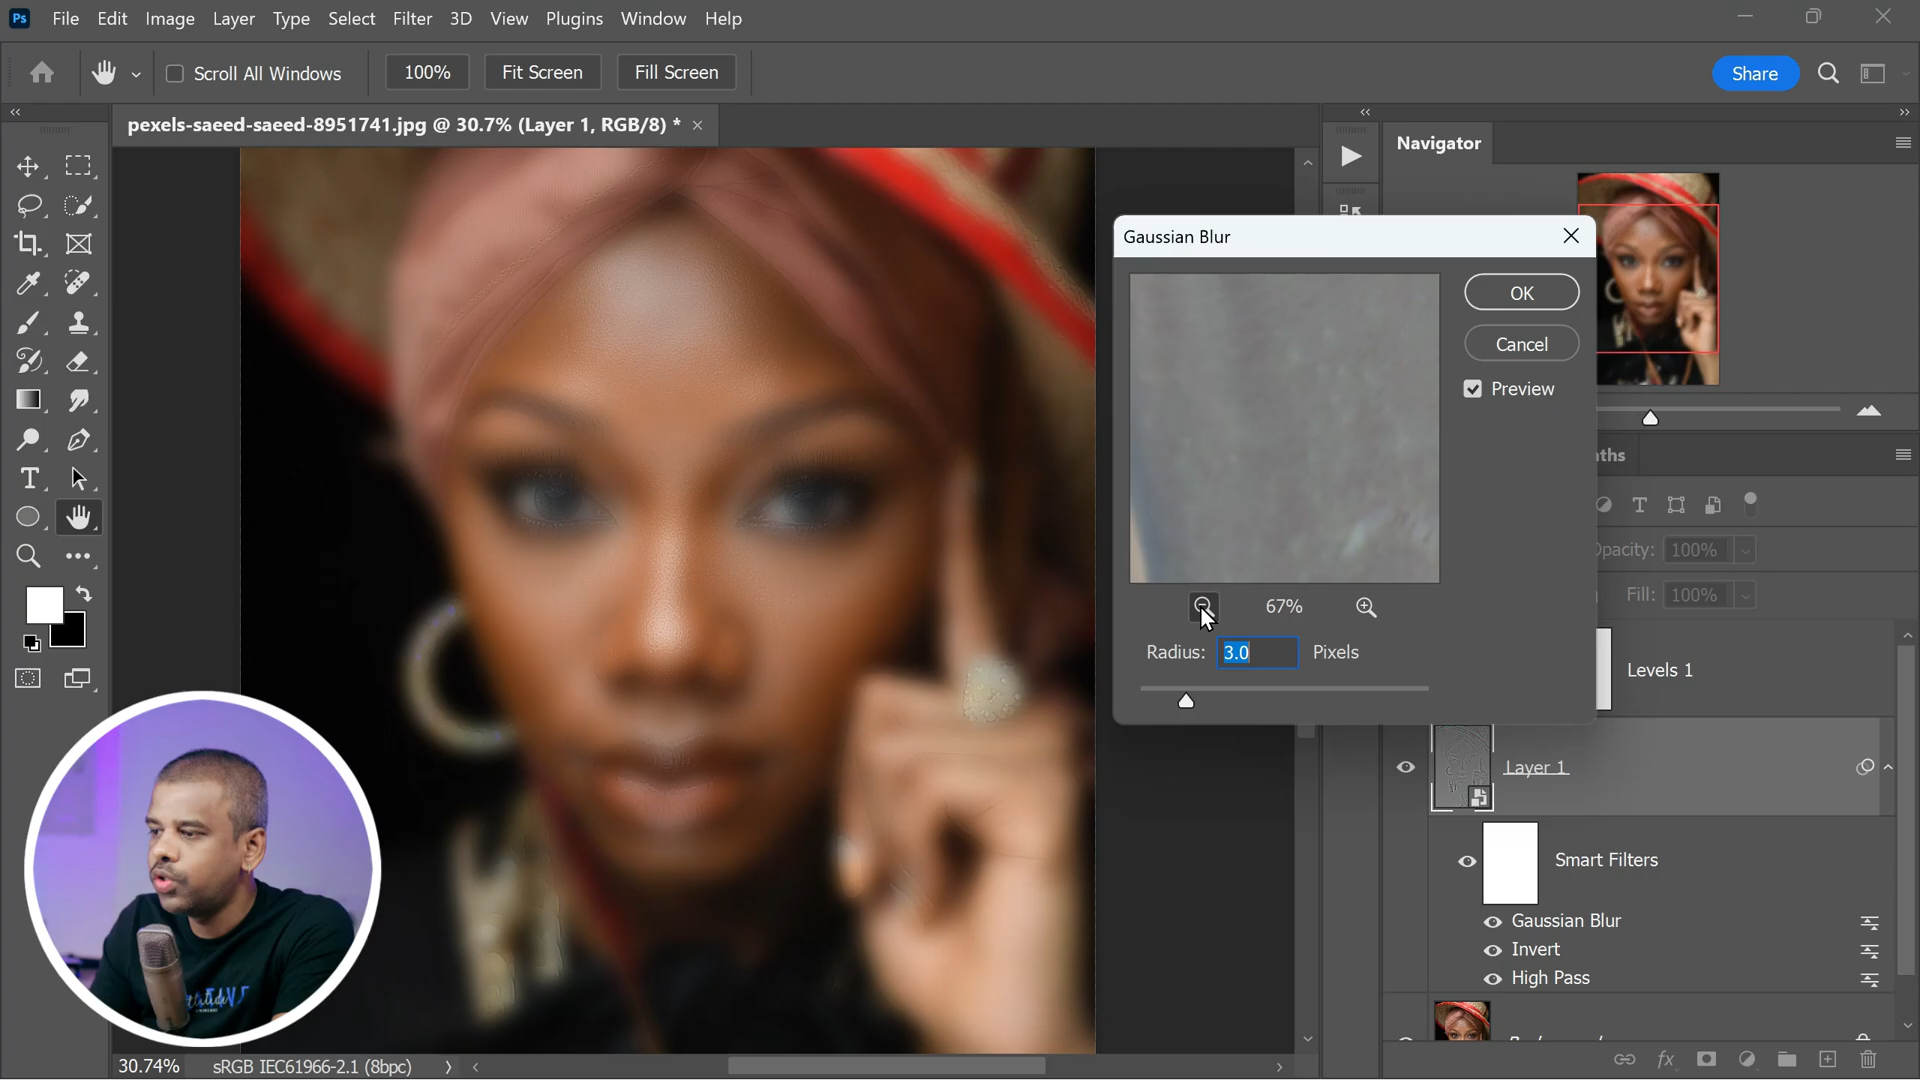 Ps File Edit Image Layer Type Select Filter 3D View Plugins Window Help
Scroll All Windows 100% Fit Screen Fill Screen Share
pexels-saeed-saeed-8951741.jpg @ 30.7% (Layer 1, RGB/8) *
Navigator
Gaussian Blur
OK
Cancel
Preview
67%
Radius: 3.0 Pixels
Opacity: 100%
Fill: 100%
Levels 1
Layer 1
Smart Filters
Gaussian Blur
Invert
High Pass
30.74% sRGB IEC61966-2.1 (8bpc)
fx